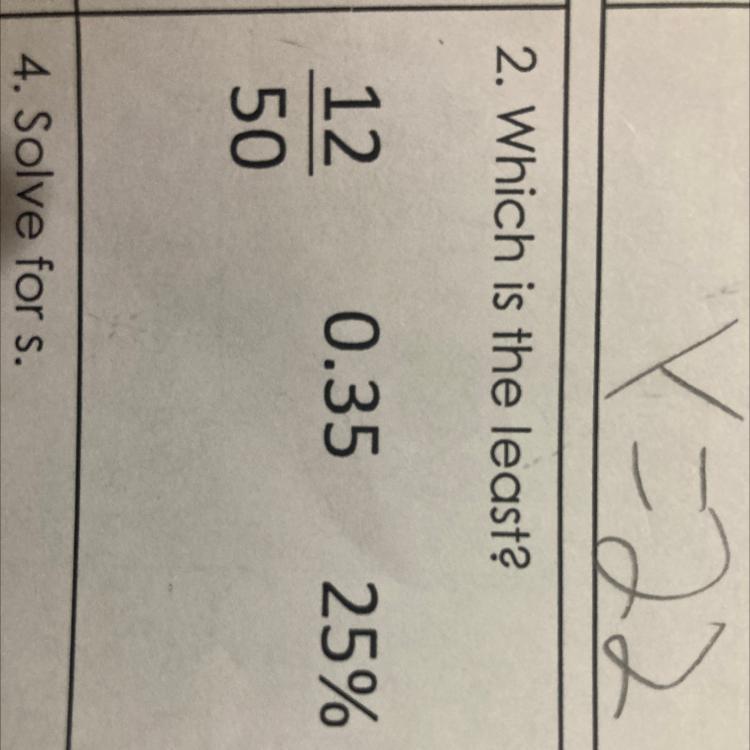 y = 22
2. Which is the least?
12 0.35 25%
50
4. Solve for s.